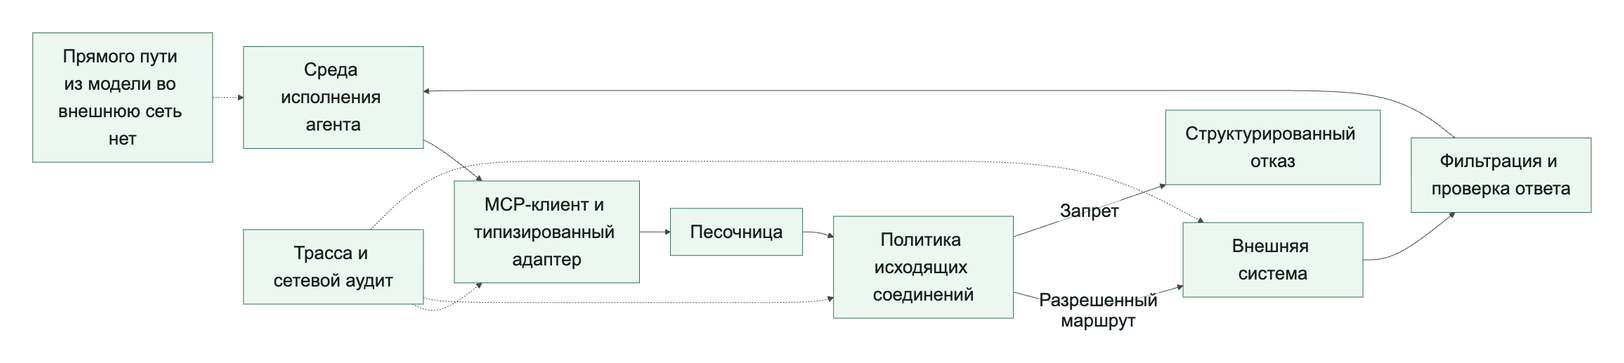 Прямого пути
из модели во
внешнюю сеть
нет
Среда
исполнения
агента
Трасса и
сетевой аудит
MCP-клиент и
типизированный
адаптер
Песочница
Политика
исходящих
соединений
Запрет
Разрешенный
маршрут
Структурированный
отказ
Внешняя
система
Фильтрация и
проверка ответа